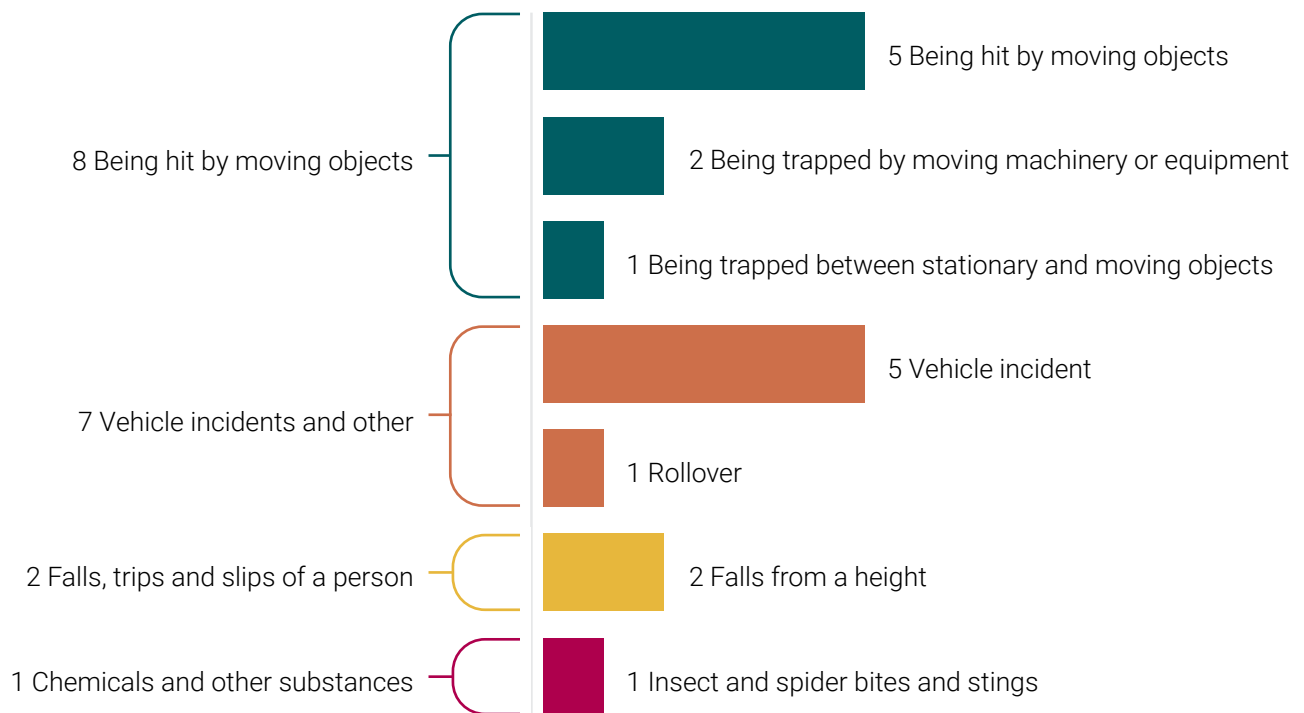 5 Being hit by moving objects
8 Being hit by moving objects
2 Being trapped by moving machinery or equipment
1 Being trapped between stationary and moving objects
5 Vehicle incident
7 Vehicle incidents and other
1 Rollover
2 Falls, trips and slips of a person
2 Falls from a height
1 Chemicals and other substances
1 Insect and spider bites and stings